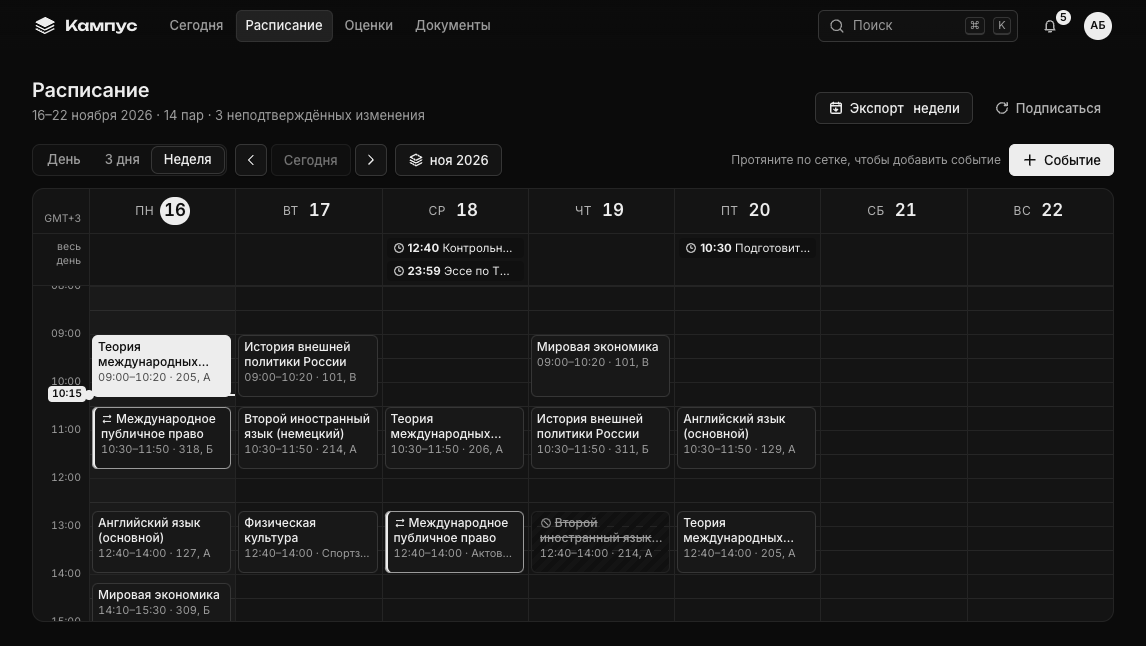 Кампус
Сегодня
Расписание
Оценки
Документы
Поиск
⌘ K
5
АБ
Расписание
16–22 ноября 2026 · 14 пар · 3 неподтверждённых изменения
Экспорт недели
Подписаться
День
3 дня
Неделя
Сегодня
ноя 2026
Протяните по сетке, чтобы добавить событие
Событие
GMT+3
ПН 16
ВТ 17
СР 18
ЧТ 19
ПТ 20
СБ 21
ВС 22
весь
день
12:40 Контрольн...
23:59 Эссе по Т...
10:30 Подготовит...
08:00
09:00
10:00
10:15
11:00
12:00
13:00
14:00
15:00
Теория
международных...
09:00–10:20 · 205, А
Международное
публичное право
10:30–11:50 · 318, Б
Английский язык
(основной)
12:40–14:00 · 127, А
Мировая экономика
14:10–15:30 · 309, Б
История внешней
политики России
09:00–10:20 · 101, В
Второй иностранный
язык (немецкий)
10:30–11:50 · 214, А
Физическая
культура
12:40–14:00 · Спортз...
Теория
международных...
10:30–11:50 · 206, А
Международное
публичное право
12:40–14:00 · Актов...
Мировая экономика
09:00–10:20 · 101, В
История внешней
политики России
10:30–11:50 · 311, Б
Второй
иностранный язык...
12:40–14:00 · 214, А
Английский язык
(основной)
10:30–11:50 · 129, А
Теория
международных...
12:40–14:00 · 205, А